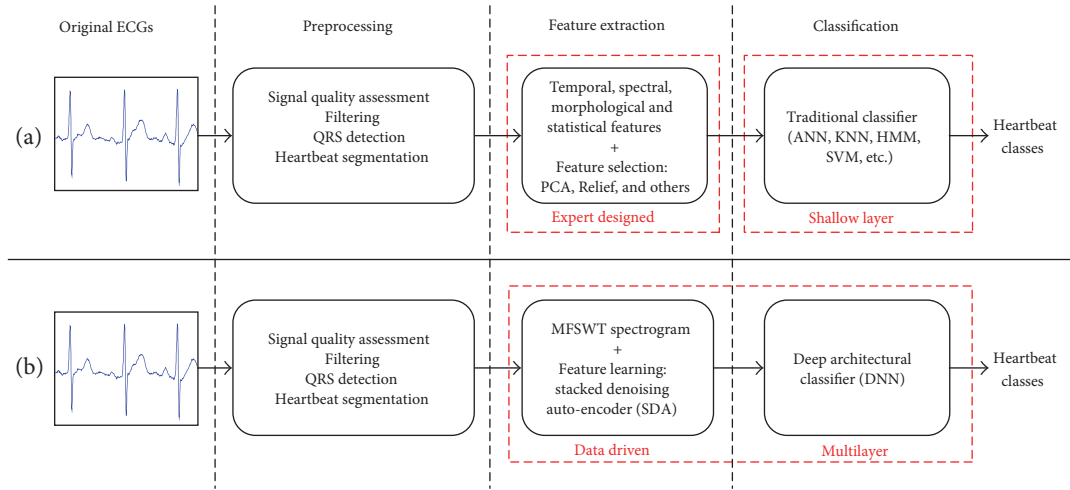 Original ECGs
Preprocessing
Feature extraction
Classification
(a)
Signal quality assessment
Filtering
QRS detection
Heartbeat segmentation
Temporal, spectral,
morphological and
statistical features
+
Feature selection:
PCA, Relief, and others
Expert designed
Traditional classifier
(ANN, KNN, HMM,
SVM, etc.)
Shallow layer
Heartbeat
classes
(b)
Signal quality assessment
Filtering
QRS detection
Heartbeat segmentation
MFSWT spectrogram
+
Feature learning:
stacked denoising
auto-encoder (SDA)
Data driven
Deep architectural
classifier (DNN)
Multilayer
Heartbeat
classes